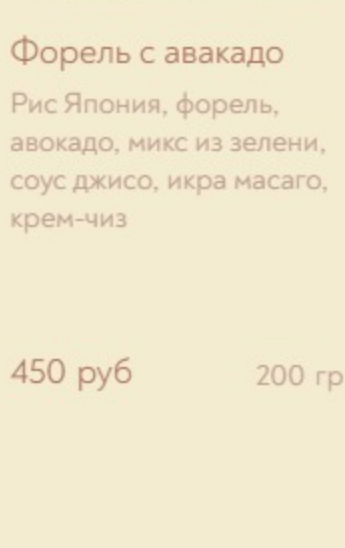 Форель с авакадо
Рис Япония, форель,
авокадо, микс из зелени,
соус джисо, икра масаго,
крем-чиз
450 руб
200 гр